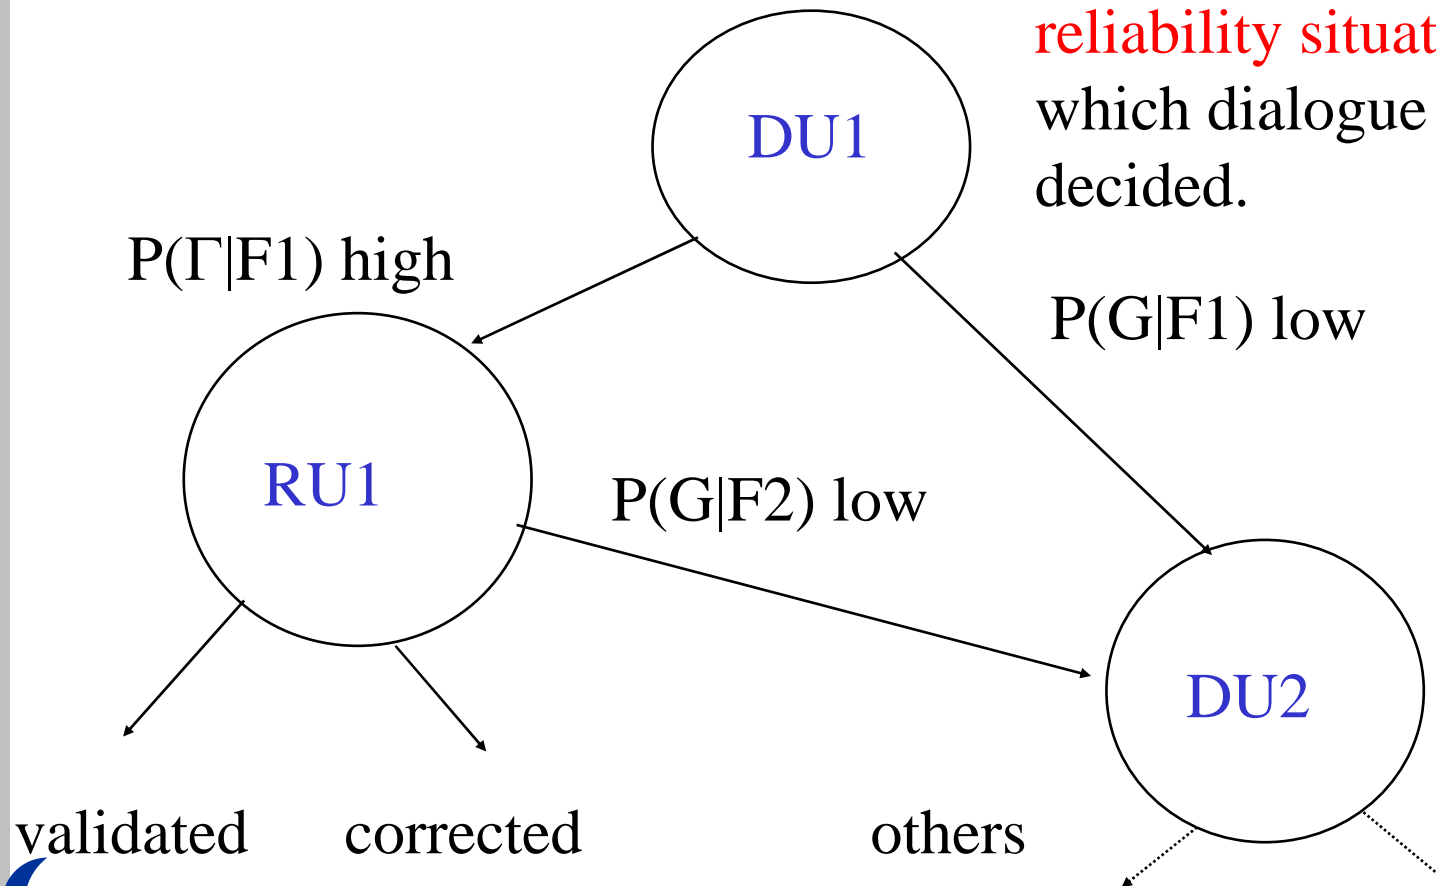 reliability situat
which dialogue
decided.
DU1
P(Γ|F1) high
P(G|F1) low
RU1
P(G|F2) low
DU2
validated
corrected
others